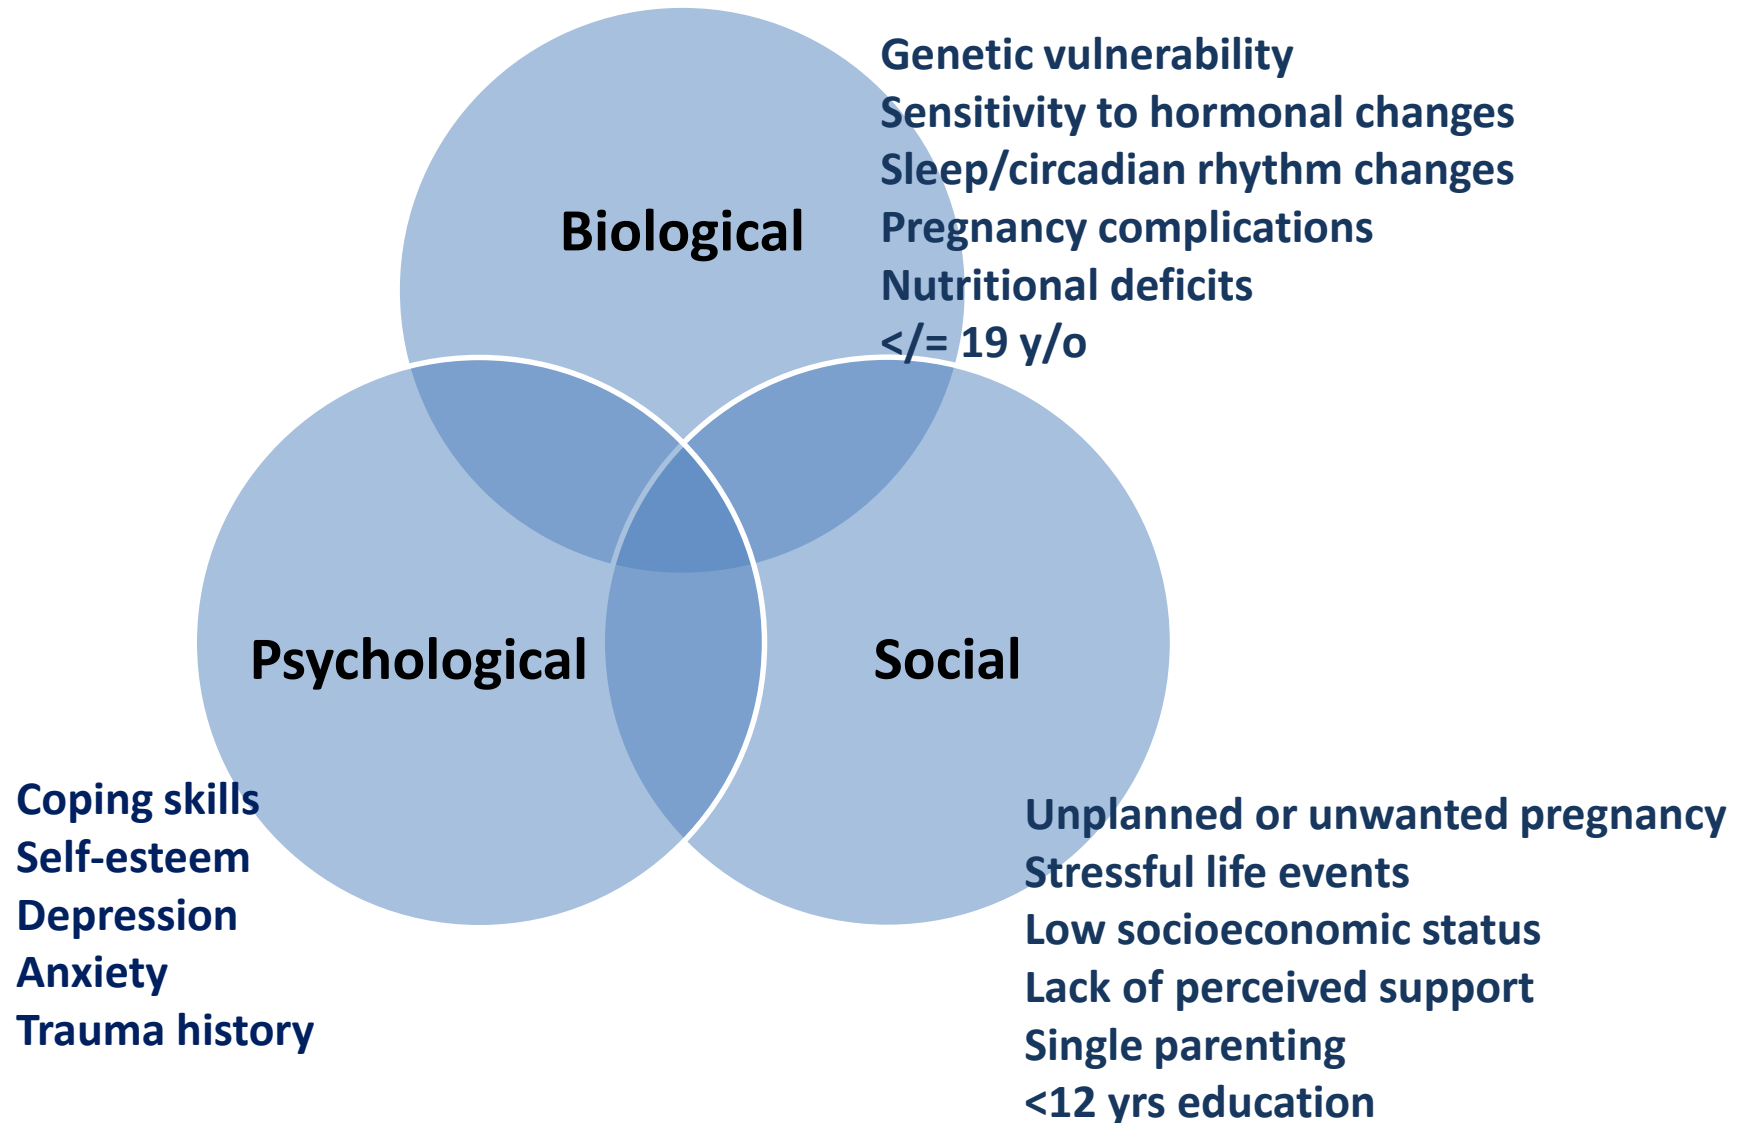 Genetic vulnerability
Sensitivity to hormonal changes
Sleep/circadian rhythm changes
Pregnancy complications
Nutritional deficits
</= 19 y/o
Biological
Psychological
Social
Coping skills
Self-esteem
Depression
Anxiety
Trauma history
Unplanned or unwanted pregnancy
Stressful life events
Low socioeconomic status
Lack of perceived support
Single parenting
<12 yrs education